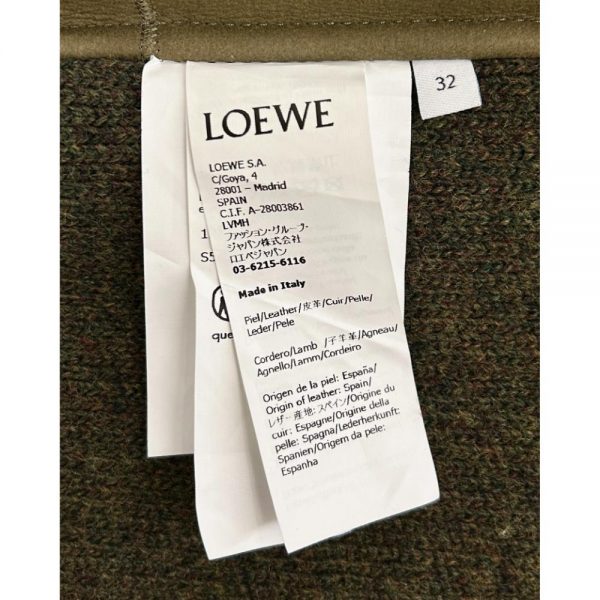 32
LOEWE
LOEWE S.A.
C/Goya, 4
28001 - Madrid
SPAIN
C.I.F. A-28003861
LVMH
ファッション・グループ・
ジャパン株式会社
ロエベジャパン
03-6215-6116
Made in Italy
Piel/Leather/皮革/Cuir/Pelle/
Leder/Pele
Cordero/Lamb /子羊革/Agneau/
Agnello/Lamm/Cordeiro
Origen de la piel: España/
Origin of leather: Spain/
レザー産地: スペイン/Origine du
cuir: Espagne/Origine della
pelle: Spagna/Lederherkunft:
Spanien/Origem da pele:
Espanha